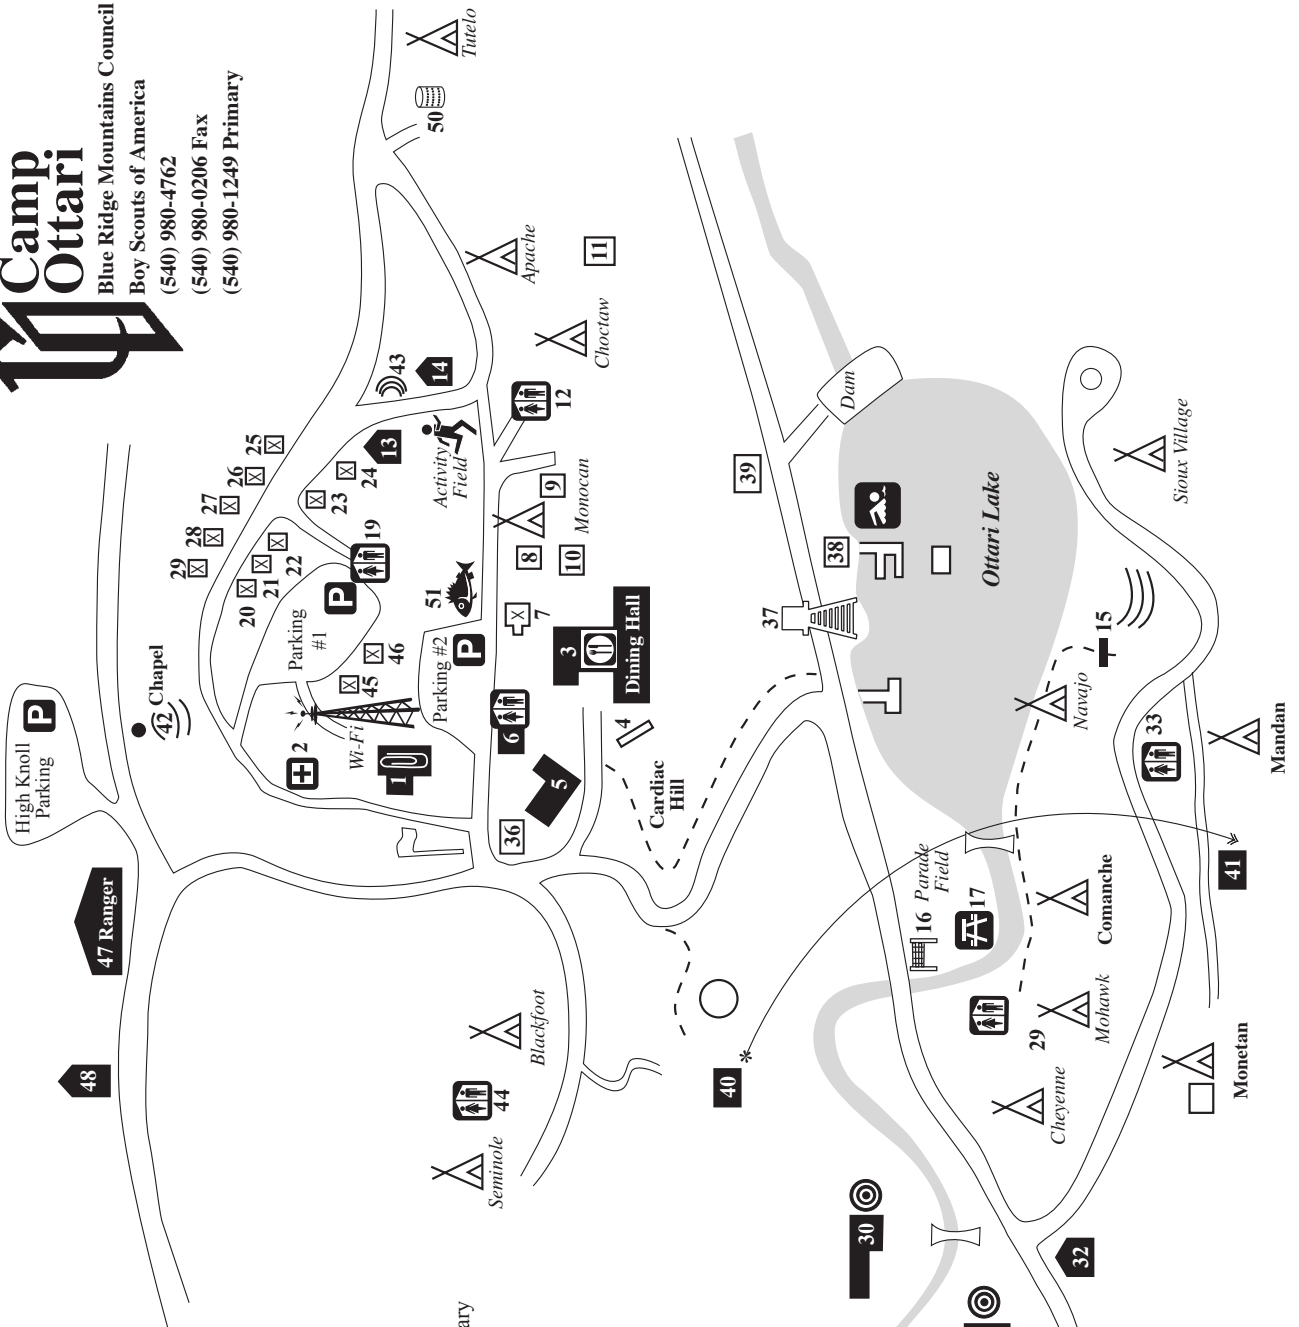 Camp
Ottari
Blue Ridge Mountains Council
Boy Scouts of America
(540) 980-4762
(540) 980-0206 Fax
(540) 980-1249 Primary
High Knoll
Parking
P
42
Chapel
47 Ranger
48
29
28
27
26
25
20
21
22
23
24
19
P
Parking
#1
45
46
2
Wi-Fi
1
Parking #2
P
51
Activity
Field
13
14
43
50
Tutelo
Apache
11
Choctaw
12
Monocan
9
8
10
7
3
Dining Hall
6
4
5
36
Cardiac
Hill
Blackfoot
44
Seminole
40
39
Dam
38
37
Ottari Lake
Sioux Village
15
Navajo
33
Mandan
41
Parade
Field
16
17
Comanche
Mohawk
29
Cheyenne
Monetan
30
32
ary